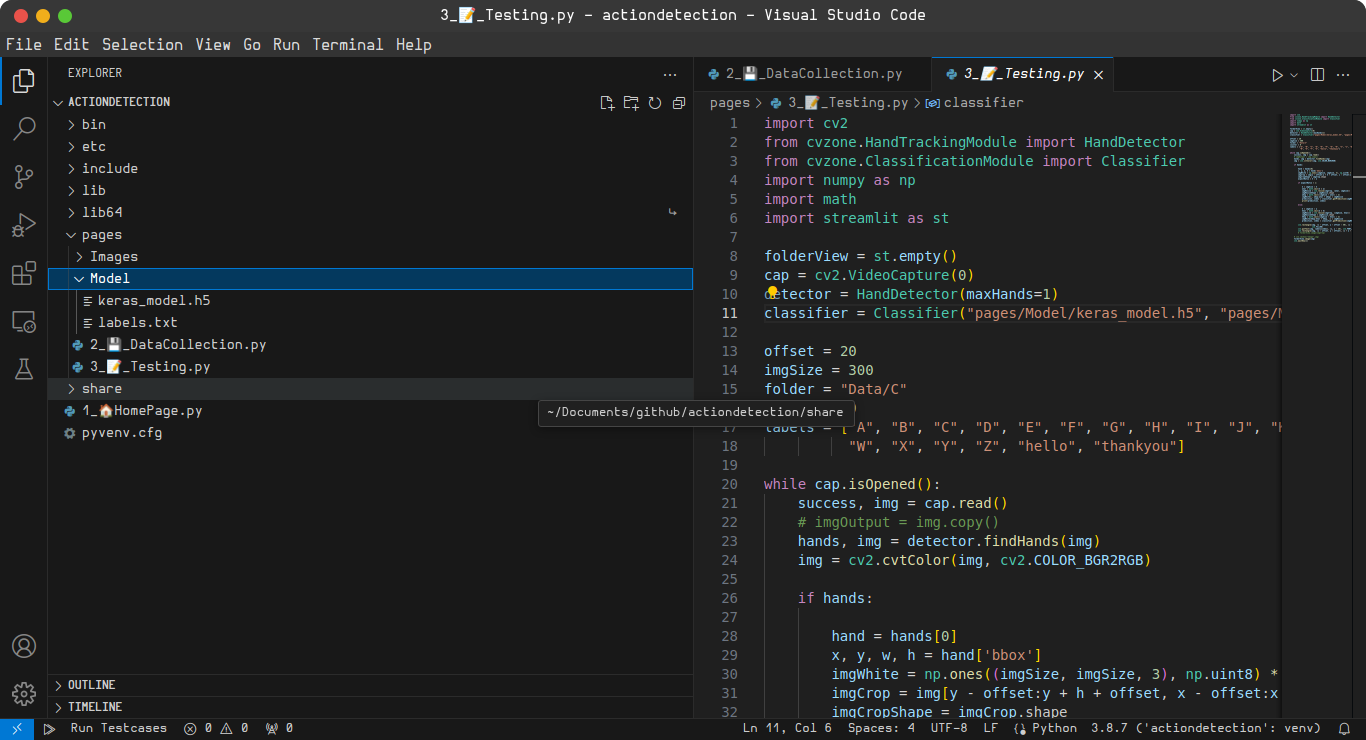 3_📝_Testing.py - actiondetection - Visual Studio Code
File Edit Selection View Go Run Terminal Help
EXPLORER
ACTIONDETECTION
bin
etc
include
lib
lib64
pages
Images
Model
keras_model.h5
labels.txt
2_💾_DataCollection.py
3_📝_Testing.py
share
1_🏠HomePage.py
pyvenv.cfg
OUTLINE
TIMELINE
2_💾_DataCollection.py 3_📝_Testing.py
pages > 3_📝_Testing.py > classifier
1 import cv2
2 from cvzone.HandTrackingModule import HandDetector
3 from cvzone.ClassificationModule import Classifier
4 import numpy as np
5 import math
6 import streamlit as st
7
8 folderView = st.empty()
9 cap = cv2.VideoCapture(0)
10 detector = HandDetector(maxHands=1)
11 classifier = Classifier("pages/Model/keras_model.h5", "pages/
12
13 offset = 20
14 imgSize = 300
15 folder = "Data/C"
~/Documents/github/actiondetection/share
17 labels = ["A", "B", "C", "D", "E", "F", "G", "H", "I", "J", "
18 "W", "X", "Y", "Z", "hello", "thankyou"]
19
20 while cap.isOpened():
21 success, img = cap.read()
22 # imgOutput = img.copy()
23 hands, img = detector.findHands(img)
24 img = cv2.cvtColor(img, cv2.COLOR_BGR2RGB)
25
26 if hands:
27
28 hand = hands[0]
29 x, y, w, h = hand['bbox']
30 imgWhite = np.ones((imgSize, imgSize, 3), np.uint8) *
31 imgCrop = img[y - offset:y + h + offset, x - offset:x
32 imgCropShape = imgCrop.shape
Run Testcases 0 0 0 Ln 11, Col 6 Spaces: 4 UTF-8 LF Python 3.8.7 ('actiondetection': venv)